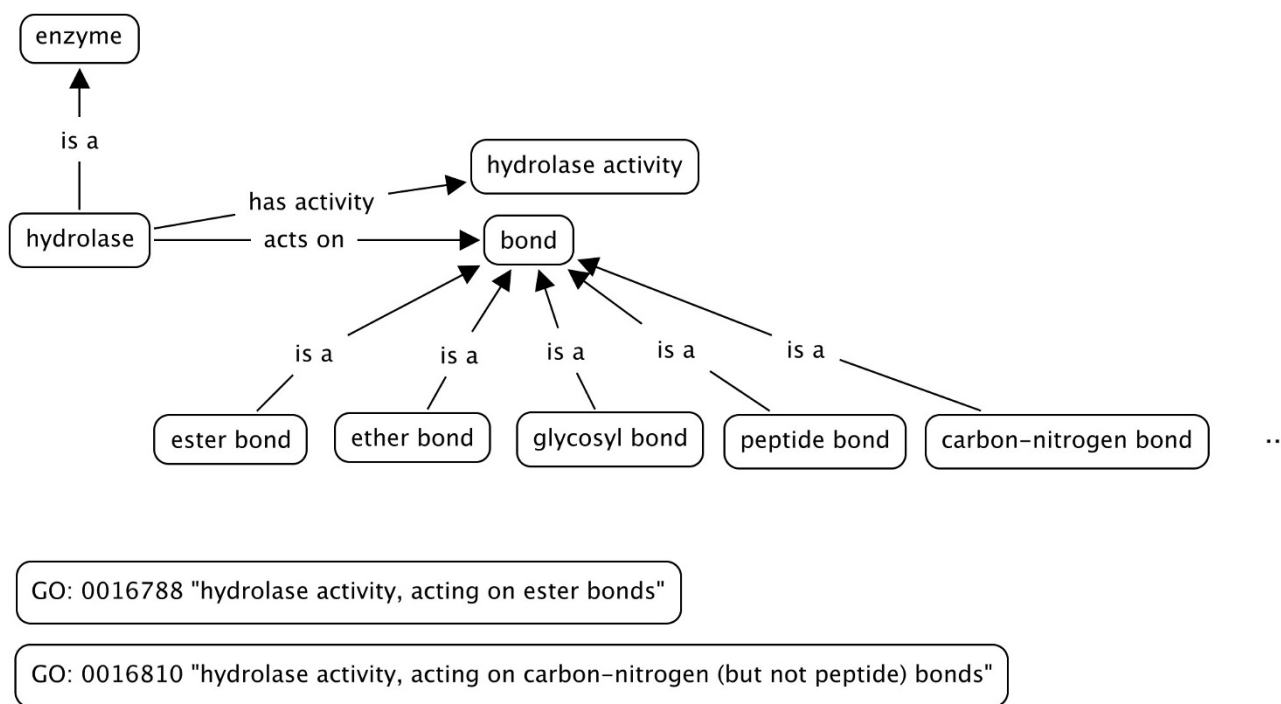 enzyme
is a
hydrolase activity
has activity
hydrolase
acts on
bond
is a
is a
is a
is a
is a
ester bond
ether bond
glycosyl bond
peptide bond
carbon-nitrogen bond
..
GO: 0016788 "hydrolase activity, acting on ester bonds"
GO: 0016810 "hydrolase activity, acting on carbon-nitrogen (but not peptide) bonds"